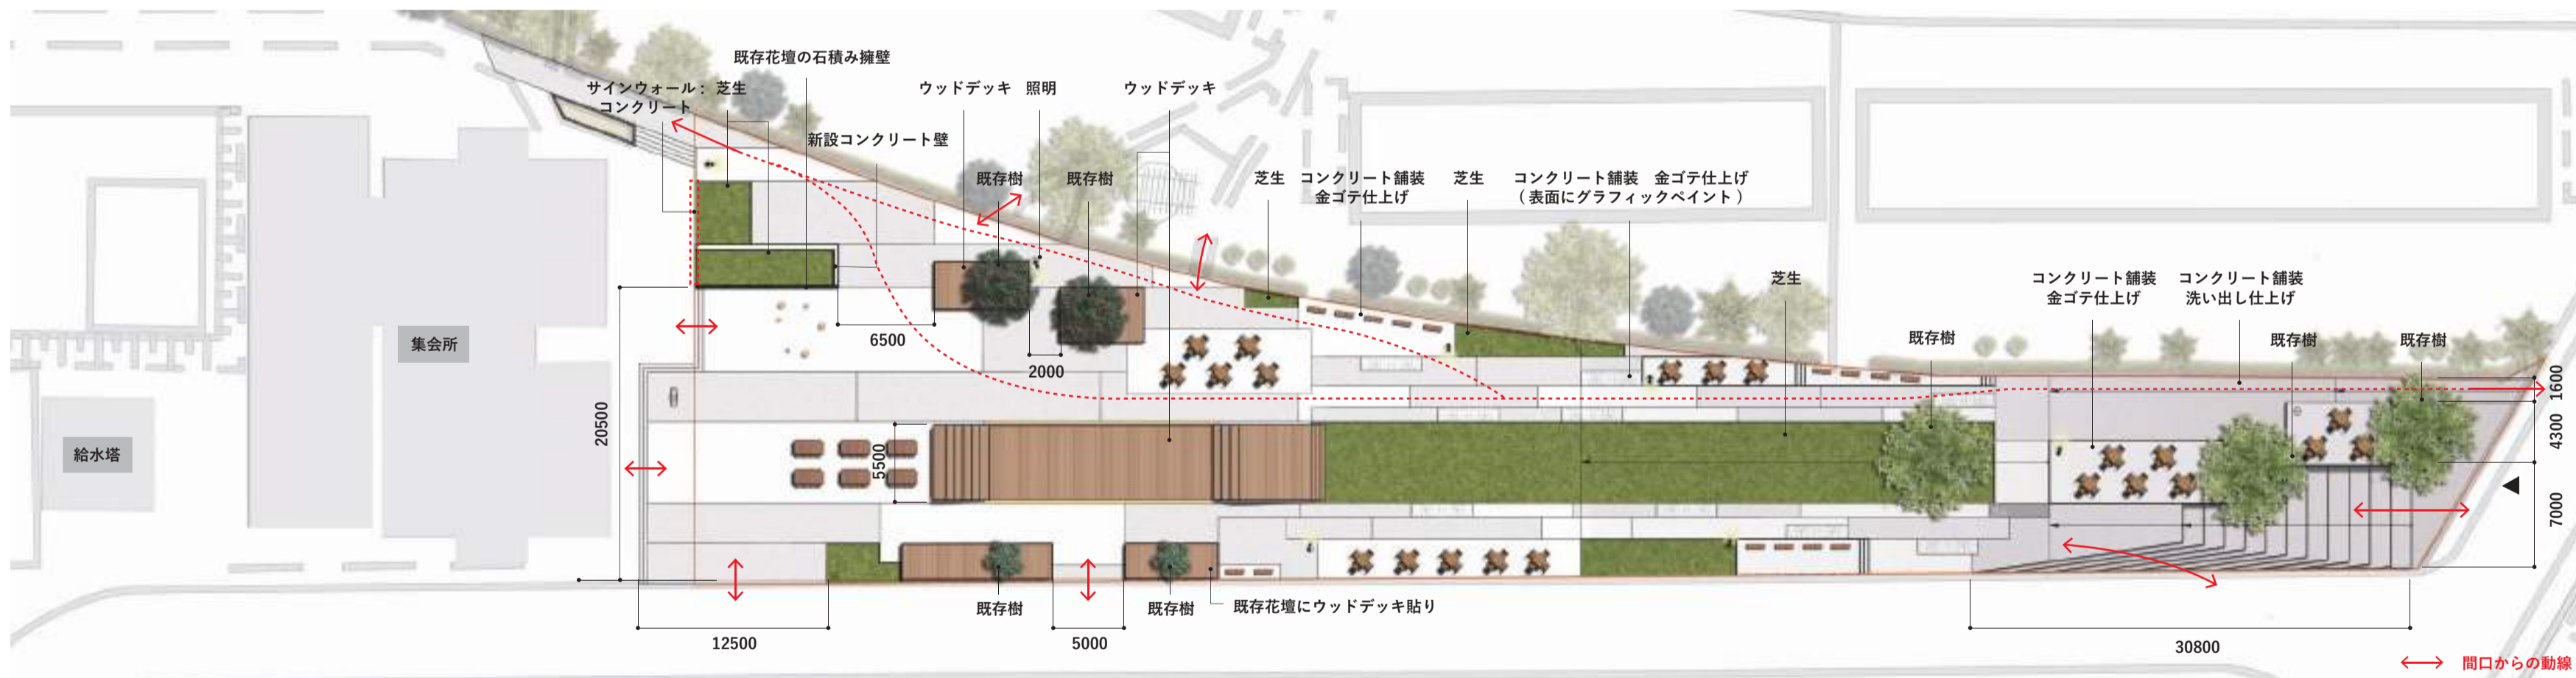 既存花壇の石積み擁壁
サインウォール： 芝生
コンクリート
ウッドデッキ 照明
ウッドデッキ
新設コンクリート壁
既存樹
既存樹
芝生
コンクリート舗装
金ゴテ仕上げ
芝生
コンクリート舗装 金ゴテ仕上げ
（表面にグラフィックペイント）
芝生
コンクリート舗装
金ゴテ仕上げ
コンクリート舗装
洗い出し仕上げ
既存樹
既存樹
既存樹
集会所
給水塔
6500
2000
20500
5500
1600
4300
7000
既存樹
既存樹
既存花壇にウッドデッキ貼り
12500
5000
30800
間口からの動線